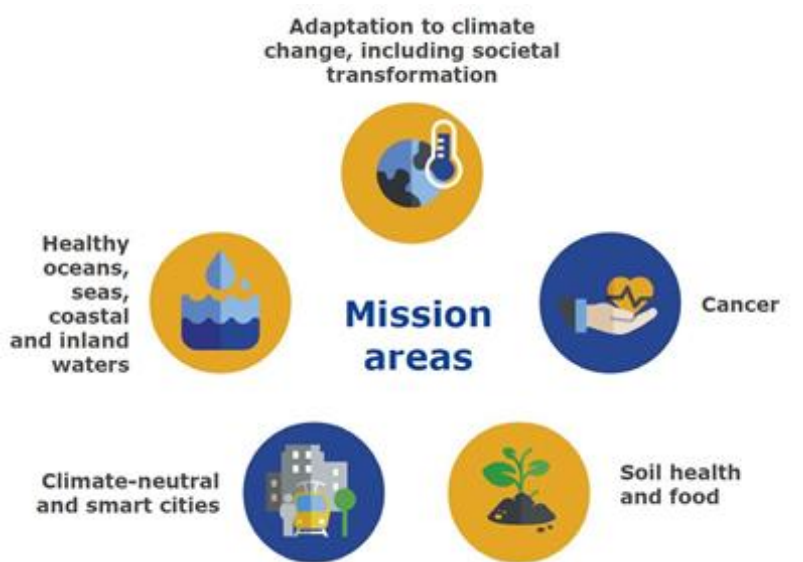 Adaptation to climate
change, including societal
transformation
Healthy
oceans,
seas,
coastal
and inland
waters
Mission
areas
Cancer
Climate-neutral
and smart cities
Soil health
and food